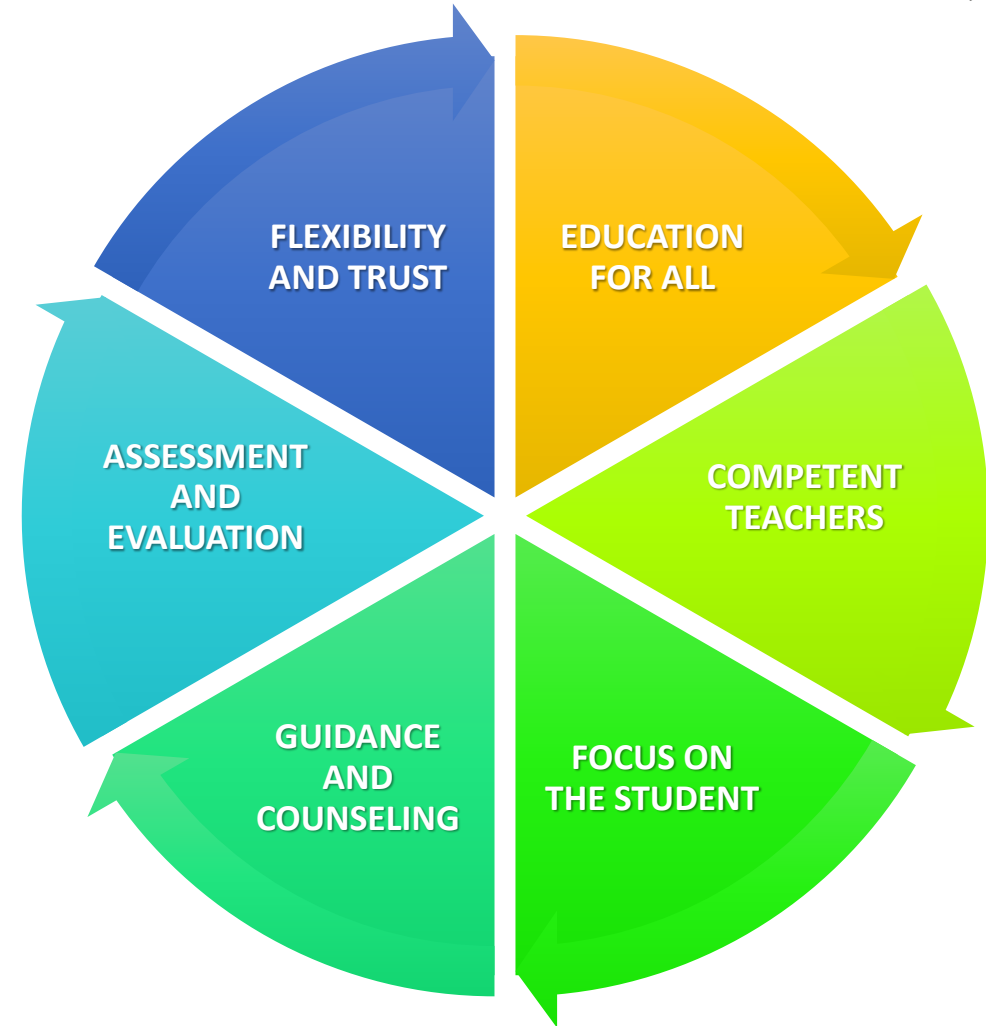 FLEXIBILITY
AND TRUST
EDUCATION
FOR ALL
COMPETENT
TEACHERS
FOCUS ON
THE STUDENT
GUIDANCE
AND
COUNSELING
ASSESSMENT
AND
EVALUATION